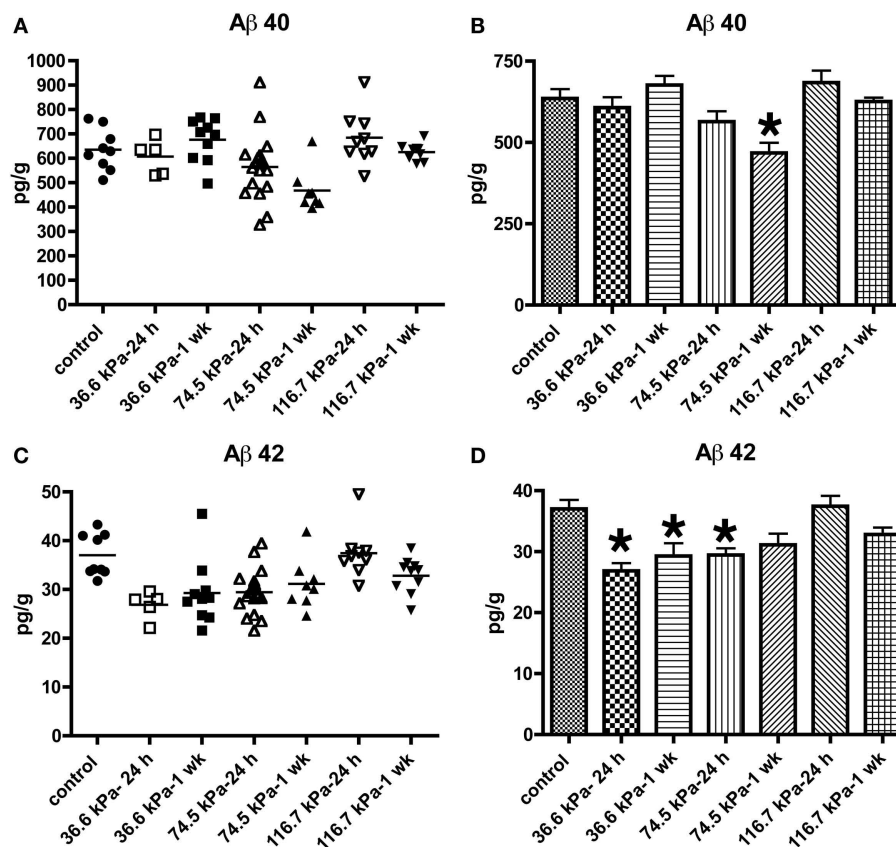 A
Aβ 40
1000
900
800
700
600
500
400
300
200
100
0
pg/g
control
36.6 kPa-24 h
36.6 kPa-1 wk
74.5 kPa-24 h
74.5 kPa-1 wk
116.7 kPa-24 h
116.7 kPa-1 wk
B
Aβ 40
750
500
250
0
pg/g
*
control
36.6 kPa-24 h
36.6 kPa-1 wk
74.5 kPa-24 h
74.5 kPa-1 wk
116.7 kPa-24 h
116.7 kPa-1 wk
C
Aβ 42
50
40
30
20
10
0
pg/g
control
36.6 kPa- 24 h
36.6 kPa-1 wk
74.5 kPa-24 h
74.5 kPa-1 wk
116.7 kPa-24 h
116.7 kPa-1 wk
D
Aβ 42
40
30
20
10
0
pg/g
* * *
control
36.6 kPa- 24 h
36.6 kPa-1 wk
74.5 kPa-24 h
74.5 kPa-1 wk
116.7 kPa-24 h
116.7 kPa-1 wk